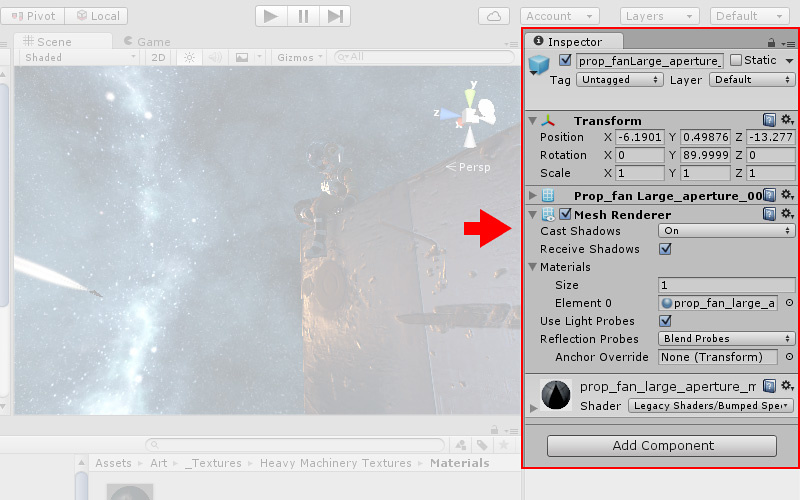 Pivot Local Account Layers Default
Scene Game
Shaded 2D Gizmos All
Persp
y
z
x
Inspector
prop_fanLarge_aperture_ Static
Tag Untagged Layer Default
Transform
Position X -6.1901 Y 0.49876 Z -13.277
Rotation X 0 Y 89.9999 Z 0
Scale X 1 Y 1 Z 1
Prop_fan Large_aperture_00
Mesh Renderer
Cast Shadows On
Receive Shadows
Materials
Size 1
Element 0 prop_fan_large_a
Use Light Probes
Reflection Probes Blend Probes
Anchor Override None (Transform)
prop_fan_large_aperture_m
Shader Legacy Shaders/Bumped Spe
Add Component
Assets Art _Textures Heavy Machinery Textures Materials